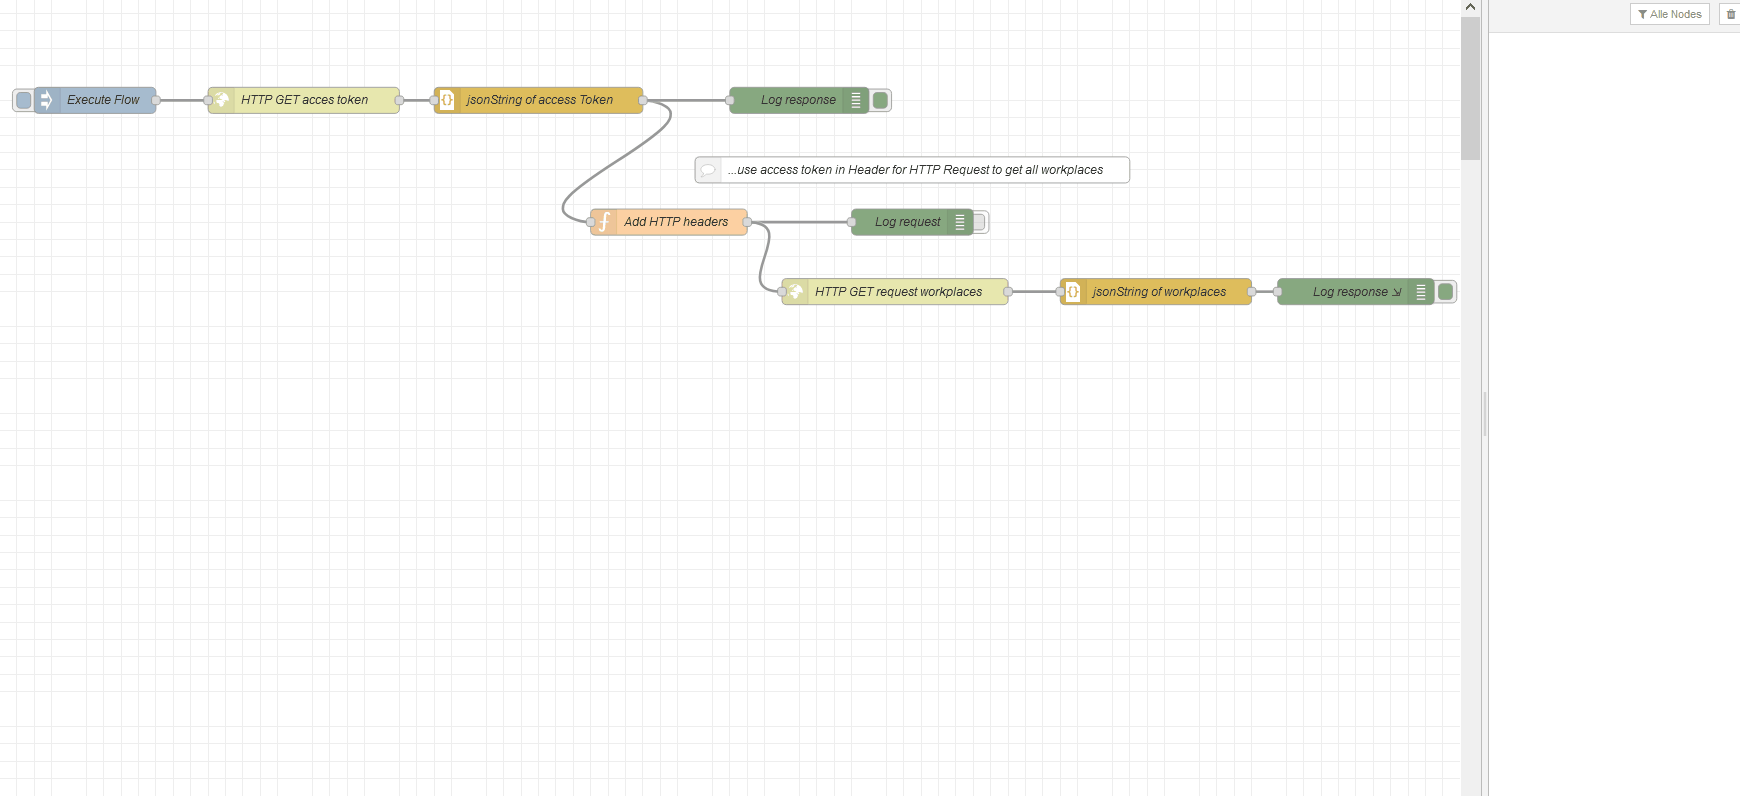 Alle Nodes
Execute Flow
HTTP GET acces token
jsonString of access Token
Log response
...use access token in Header for HTTP Request to get all workplaces
Add HTTP headers
Log request
HTTP GET request workplaces
jsonString of workplaces
Log response ⇲